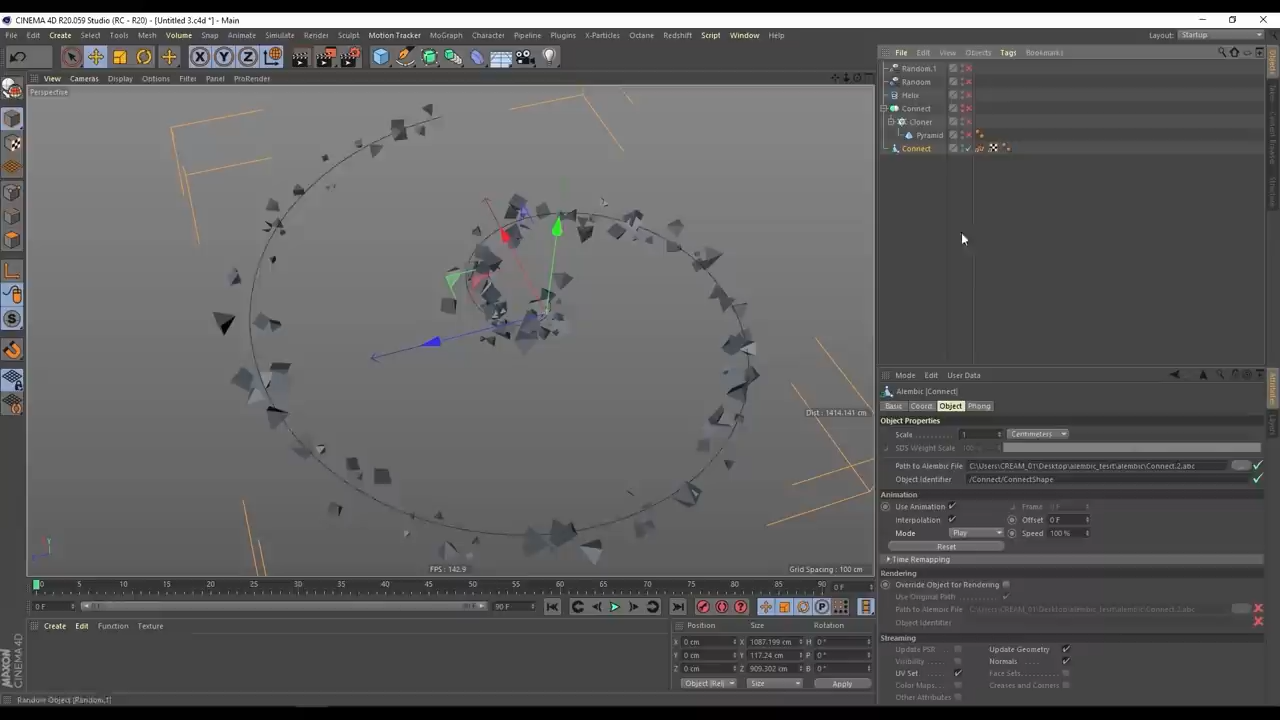 CINEMA 4D R20.059 Studio (RC - R20) - [Untitled 3.c4d *] - Main
File Edit Create Select Tools Mesh Volume Snap Animate Simulate Render Sculpt Motion Tracker MoGraph Character Pipeline Plugins X-Particles Octane Redshift Script Window Help Layout: Startup
File Edit View Objects Tags Bookmarks
Random.1
Random
Helix
Connect
Cloner
Pyramid
Connect
View Cameras Display Options Filter Panel ProRender
Perspective
Dist : 1414.141 cm
FPS : 142.9
Grid Spacing : 100 cm
Mode Edit User Data
Alembic [Connect]
Basic Coord. Object Phong
Object Properties
Scale 1 Centimeters
SDS Weight Scale
Path to Alembic File C:\Users\CREAM_01\Desktop\alembic_tesrt\alembic\Connect.2.abc
Object Identifier /Connect/ConnectShape
Animation
Use Animation Frame 0 F
Interpolation Offset 0 F
Mode Play Speed 100 %
Reset
Time Remapping
Rendering
Override Object for Rendering
Use Original Path
Path to Alembic File
Object Identifier
Streaming
Update PSR Update Geometry
Visibility Normals
UV Set Face Sets
Color Maps Creases and Corners
Other Attributes
0 5 10 15 20 25 30 35 40 45 50 55 60 65 70 75 80 85 90 0 F
0 F 90 F 90 F
Create Edit Function Texture
Position Size Rotation
X 0 cm X 1087.199 cm H 0 °
Y 0 cm Y 117.24 cm P 0 °
Z 0 cm Z 909.302 cm B 0 °
Object (Rel) Size Apply
MAXON CINEMA 4D
Random Object [Random.1]